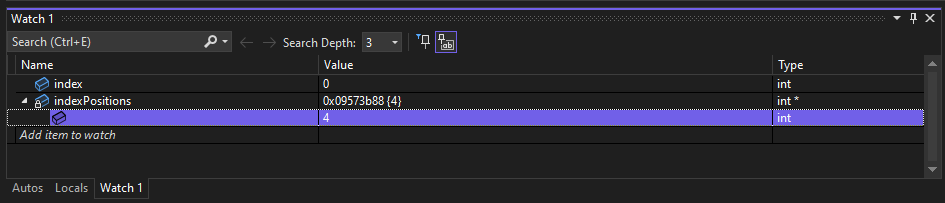 Watch 1
Search (Ctrl+E) Search Depth: 3
Name Value Type
index 0 int
indexPositions 0x09573b88 {4} int *
4 int
Add item to watch
Autos Locals Watch 1